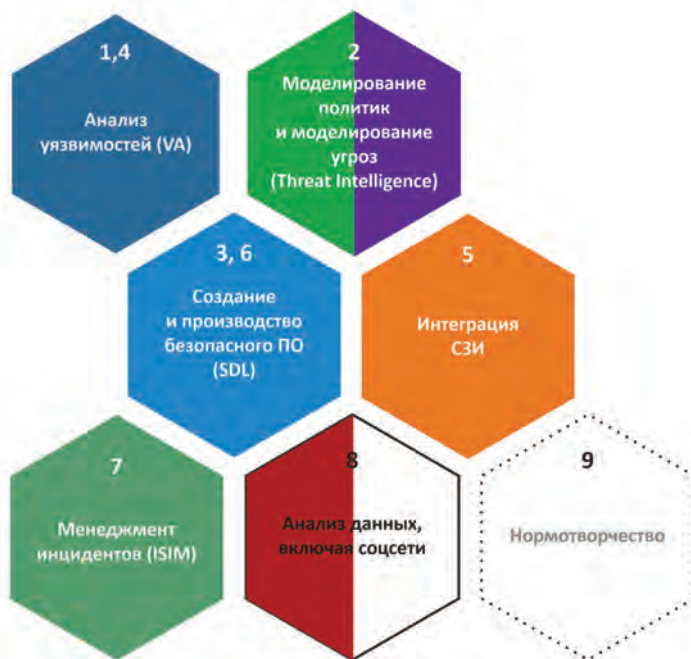 1,4
Анализ
уязвимостей (VA)
2
Моделирование
политик
и моделирование
угроз
(Threat Intelligence)
3, 6
Создание
и производство
безопасного ПО
(SDL)
5
Интеграция
СЗИ
7
Менеджмент
инцидентов (ISIM)
8
Анализ данных,
включая соцсети
9
Нормотворчество